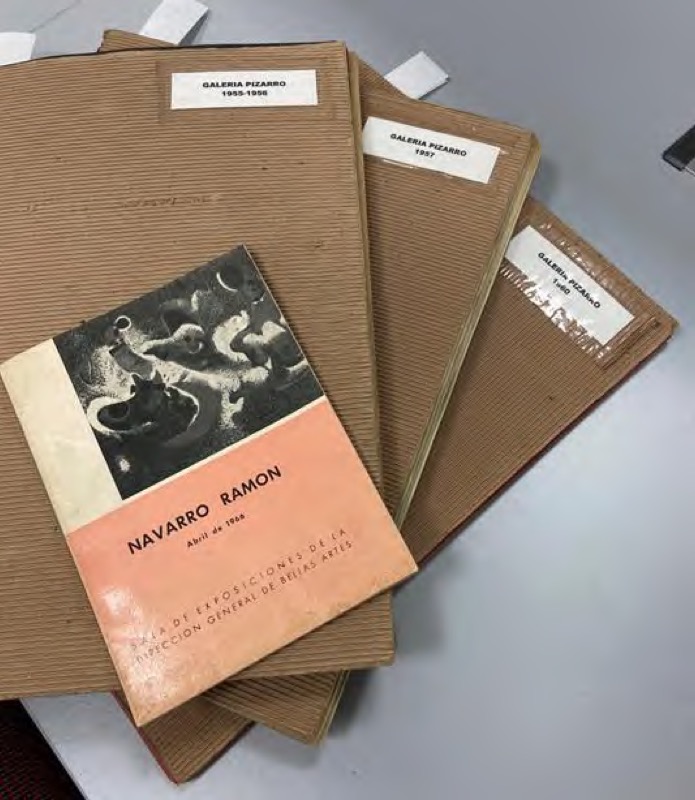 GALERIA PIZARRO
1955-1956
GALERIA PIZARRO
1957
GALERIA PIZARRO
1960
NAVARRO RAMON
Abril de 1966
SALA DE EXPOSICIONES DE LA
DIRECCION GENERAL DE BELLAS ARTES